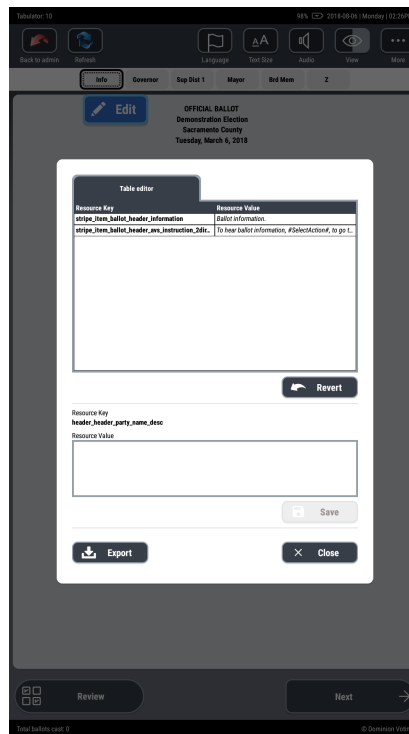 Tabulator: 10
98% 2018-08-06 | Monday | 02:26P
Back to admin
Refresh
Language
AA
Text Size
Audio
View
More
Info
Governor
Sup Dist 1
Mayor
Brd Mem
Z
Edit
OFFICIAL BALLOT
Demonstration Election
Sacramento County
Tuesday, March 6, 2018
Table editor
Resource Key
Resource Value
stripe_item_ballot_header_information
Ballot information.
stripe_item_ballot_header_avs_instruction_2dir...
To hear ballot information, #SelectAction#, to go t...
Revert
Resource Key
header_header_party_name_desc
Resource Value
Save
Export
Close
Review
Next
Total ballots cast: 0
© Dominion Voti